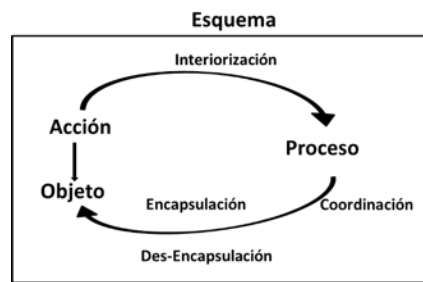 Esquema
Interiorización
Acción
Proceso
Objeto
Encapsulación
Coordinación
Des-Encapsulación